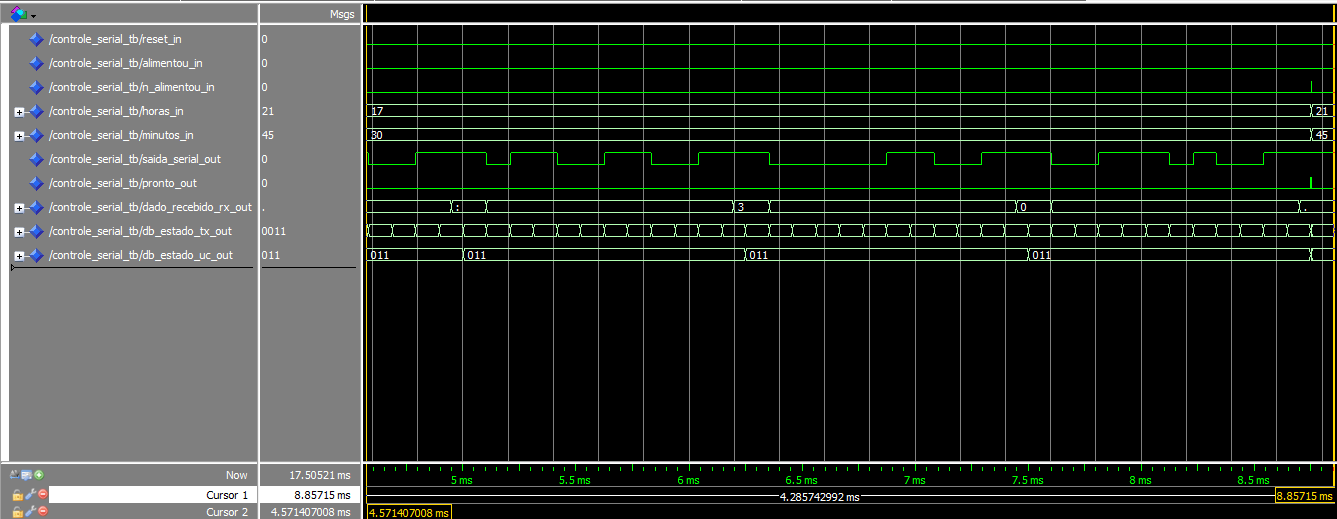 Msgs
/controle_serial_tb/reset_in 0
/controle_serial_tb/alimentou_in 0
/controle_serial_tb/n_alimentou_in 0
/controle_serial_tb/horas_in 21 17 21
/controle_serial_tb/minutos_in 45 30 45
/controle_serial_tb/saida_serial_out 0
/controle_serial_tb/pronto_out 0
/controle_serial_tb/dado_recebido_rx_out . : 3 0 .
/controle_serial_tb/db_estado_tx_out 0011
/controle_serial_tb/db_estado_uc_out 011 011 011 011 011
Now 17.50521 ms 5 ms 5.5 ms 6 ms 6.5 ms 7 ms 7.5 ms 8 ms 8.5 ms
Cursor 1 8.85715 ms 4.285742992 ms 8.85715 ms
Cursor 2 4.571407008 ms 4.571407008 ms